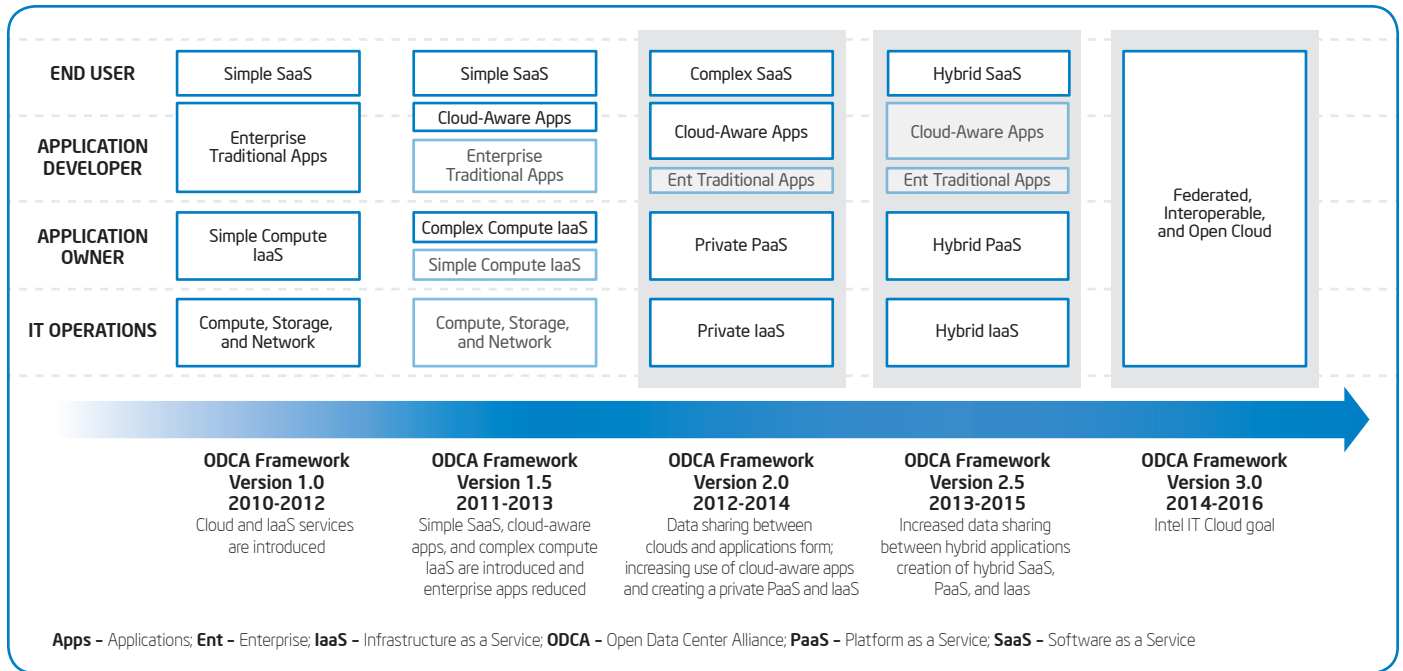 END USER
Simple SaaS
Simple SaaS
Complex SaaS
Hybrid SaaS
APPLICATION
DEVELOPER
Enterprise
Traditional Apps
Cloud-Aware Apps
Enterprise
Traditional Apps
Cloud-Aware Apps
Ent Traditional Apps
Cloud-Aware Apps
Ent Traditional Apps
APPLICATION
OWNER
Simple Compute
IaaS
Complex Compute IaaS
Simple Compute IaaS
Private PaaS
Hybrid PaaS
IT OPERATIONS
Compute, Storage,
and Network
Compute, Storage,
and Network
Private IaaS
Hybrid IaaS
Federated,
Interoperable,
and Open Cloud
ODCA Framework
Version 1.0
2010-2012
Cloud and IaaS services
are introduced
ODCA Framework
Version 1.5
2011-2013
Simple SaaS, cloud-aware
apps, and complex compute
IaaS are introduced and
enterprise apps reduced
ODCA Framework
Version 2.0
2012-2014
Data sharing between
clouds and applications form;
increasing use of cloud-aware apps
and creating a private PaaS and IaaS
ODCA Framework
Version 2.5
2013-2015
Increased data sharing
between hybrid applications
creation of hybrid SaaS,
PaaS, and Iaas
ODCA Framework
Version 3.0
2014-2016
Intel IT Cloud goal
Apps – Applications; Ent – Enterprise; IaaS – Infrastructure as a Service; ODCA – Open Data Center Alliance; PaaS – Platform as a Service; SaaS – Software as a Service